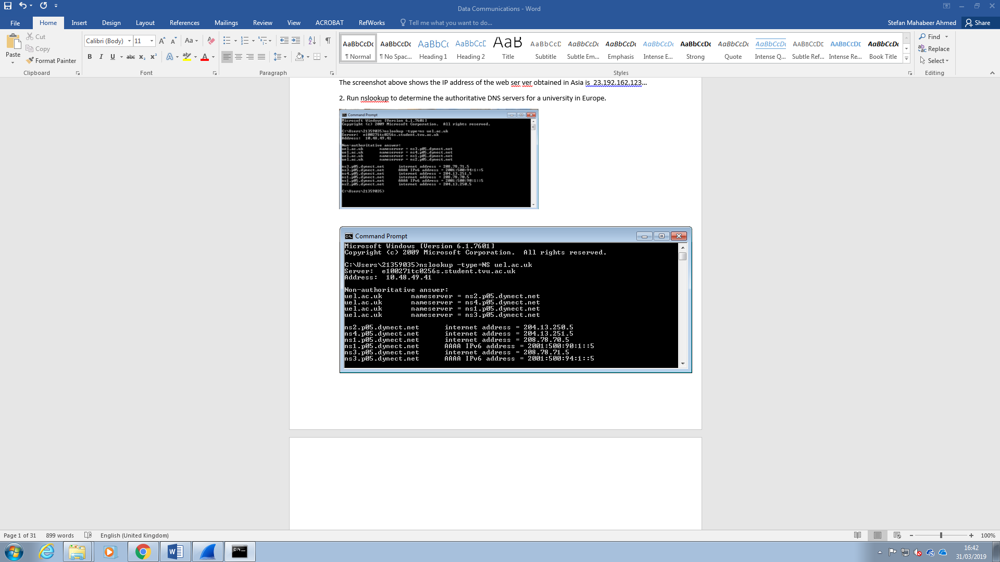 Data Communications - Word
File Home Insert Design Layout References Mailings Review View ACROBAT RefWorks Tell me what you want to do... Stefan Mahabeer Ahmed Share
Paste
Cut
Copy
Format Painter
Clipboard
Calibri (Body) 11
Font
Paragraph
AaBbCcDc AaBbCcDc AaBbCc AaBbCcD AaB AaBbCcD AaBbCcDc AaBbCcDc AaBbCcDc AaBbCcDc AaBbCcDc AaBbCcDc AABBCCDD AABBCCDD AaBbCcDc
¶ Normal ¶ No Spac... Heading 1 Heading 2 Title Subtitle Subtle Em... Emphasis Intense E... Strong Quote Intense Q... Subtle Ref... Intense Re... Book Title
Styles
Find
Replace
Select
Editing
The screenshot above shows the IP address of the web ser ver obtained in Asia is 23.192.162.123...
2. Run nslookup to determine the authoritative DNS servers for a university in Europe.
Command Prompt
Microsoft Windows [Version 6.1.7601]
Copyright (c) 2009 Microsoft Corporation. All rights reserved.
C:\Users\21359035>nslookup -type=ns uel.ac.uk
Server: e100271tc0256s.student.tvu.ac.uk
Address: 10.48.49.41
Non-authoritative answer:
uel.ac.uk nameserver = ns3.p05.dynect.net
uel.ac.uk nameserver = ns4.p05.dynect.net
uel.ac.uk nameserver = ns1.p05.dynect.net
uel.ac.uk nameserver = ns2.p05.dynect.net
ns3.p05.dynect.net internet address = 208.78.71.5
ns3.p05.dynect.net AAAA IPv6 address = 2001:500:94:1::5
ns4.p05.dynect.net internet address = 204.13.251.5
ns1.p05.dynect.net internet address = 208.78.70.5
ns1.p05.dynect.net AAAA IPv6 address = 2001:500:90:1::5
ns2.p05.dynect.net internet address = 204.13.250.5
C:\Users\21359035>
Command Prompt
Microsoft Windows [Version 6.1.7601]
Copyright (c) 2009 Microsoft Corporation. All rights reserved.
C:\Users\21359035>nslookup -type=NS uel.ac.uk
Server: e100271tc0256s.student.tvu.ac.uk
Address: 10.48.49.41
Non-authoritative answer:
uel.ac.uk nameserver = ns2.p05.dynect.net
uel.ac.uk nameserver = ns4.p05.dynect.net
uel.ac.uk nameserver = ns1.p05.dynect.net
uel.ac.uk nameserver = ns3.p05.dynect.net
ns2.p05.dynect.net internet address = 204.13.250.5
ns4.p05.dynect.net internet address = 204.13.251.5
ns1.p05.dynect.net internet address = 208.78.70.5
ns1.p05.dynect.net AAAA IPv6 address = 2001:500:90:1::5
ns3.p05.dynect.net internet address = 208.78.71.5
ns3.p05.dynect.net AAAA IPv6 address = 2001:500:94:1::5
Page 1 of 31 899 words English (United Kingdom) 100%
16:42
31/03/2019